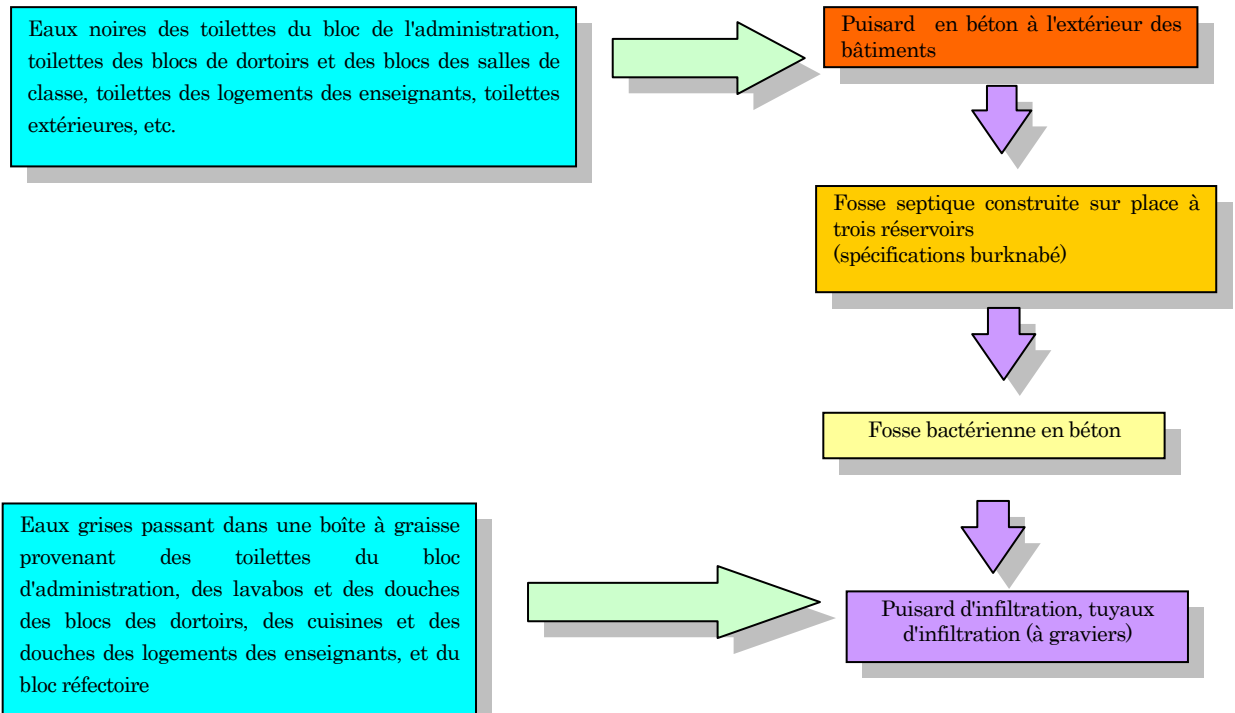 Eaux noires des toilettes du bloc de l'administration,
toilettes des blocs de dortoirs et des blocs des salles de
classe, toilettes des logements des enseignants, toilettes
extérieures, etc.
Puisard en béton à l'extérieur des
bâtiments
Fosse septique construite sur place à
trois réservoirs
(spécifications burknabé)
Fosse bactérienne en béton
Eaux grises passant dans une boîte à graisse
provenant des toilettes du bloc
d'administration, des lavabos et des douches
des blocs des dortoirs, des cuisines et des
douches des logements des enseignants, et du
bloc réfectoire
Puisard d'infiltration, tuyaux
d'infiltration (à graviers)